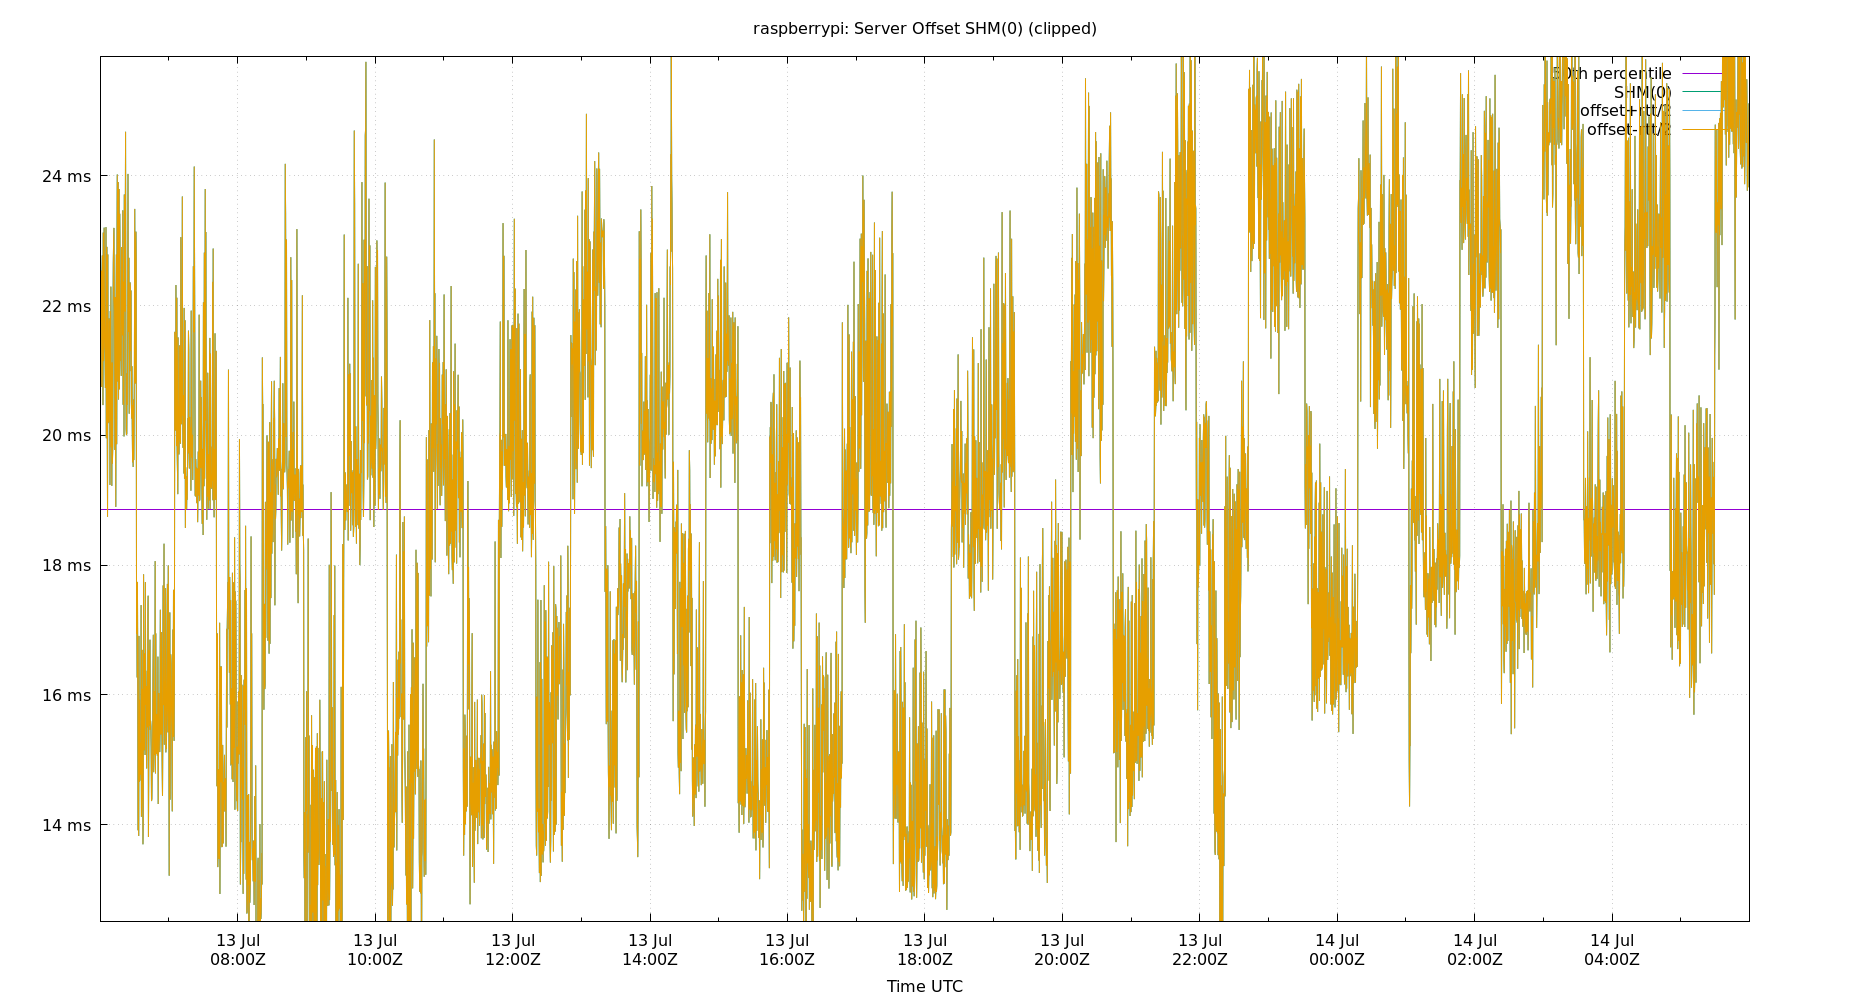 raspberrypi: Server Offset SHM(0) (clipped)
50th percentile
SHM(0)
offset+rtt/2
offset-rtt/2
24 ms
22 ms
20 ms
18 ms
16 ms
14 ms
13 Jul 13 Jul 13 Jul 13 Jul 13 Jul 13 Jul 13 Jul 13 Jul 14 Jul 14 Jul 14 Jul
08:00Z 10:00Z 12:00Z 14:00Z 16:00Z 18:00Z 20:00Z 22:00Z 00:00Z 02:00Z 04:00Z
Time UTC